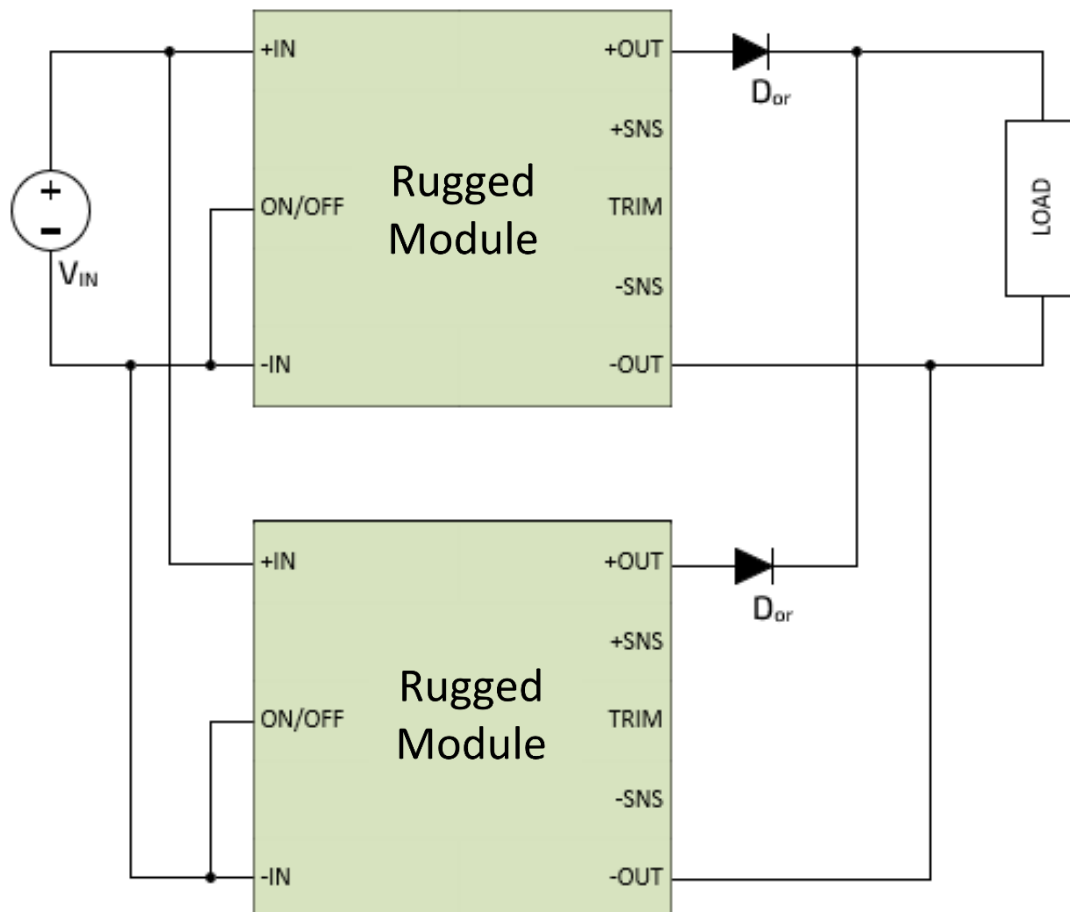 +IN
+OUT
D_or
+SNS
Rugged
Module
ON/OFF
TRIM
LOAD
+
-
V_IN
-SNS
-IN
-OUT
+IN
+OUT
D_or
+SNS
Rugged
Module
ON/OFF
TRIM
-SNS
-IN
-OUT